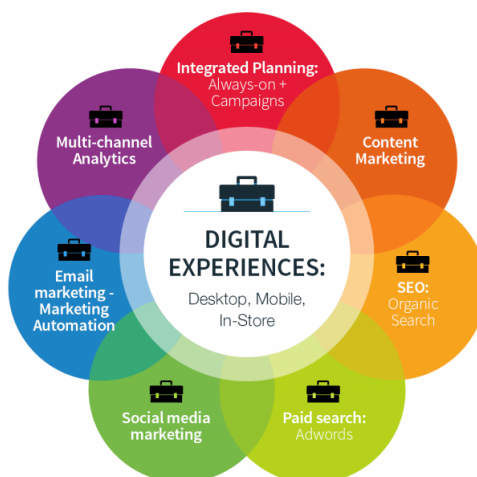 Integrated Planning:
Always-on +
Campaigns
Content
Marketing
SEO:
Organic
Search
Paid search:
Adwords
Social media
marketing
Email
marketing -
Marketing
Automation
Multi-channel
Analytics
DIGITAL
EXPERIENCES:
Desktop, Mobile,
In-Store